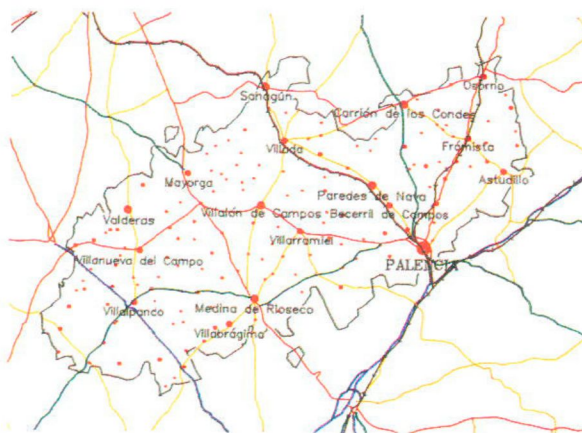 Sahagún
Osorno
Carrión de los Condes
Villada
Frómista
Mayorga
Astudillo
Paredes de Nava
Valderas
Villalón de Campos
Becerril de Campos
Villarramiel
Villanueva del Campo
PALENCIA
Villalpando
Medina de Rioseco
Villabrágima